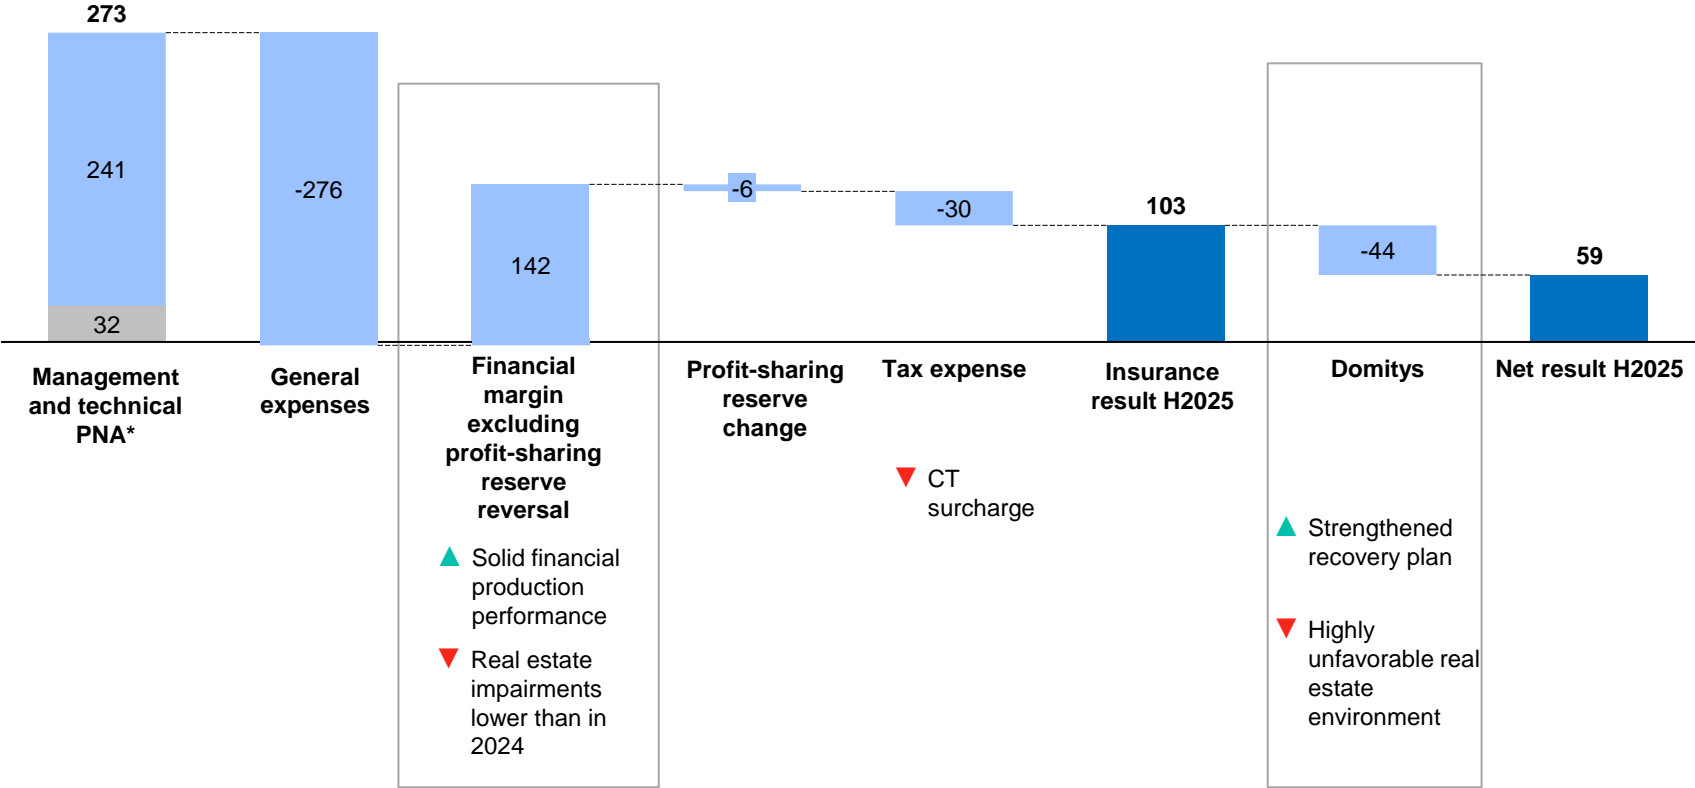 273
241
32
-276
142
-6
-30
103
-44
59
Management
and technical
PNA*
General
expenses
Financial
margin
excluding
profit-sharing
reserve
reversal
Profit-sharing
reserve
change
Tax expense
Insurance
result H2025
Domitys
Net result H2025
Solid financial
production
performance
Real estate
impairments
lower than in
2024
CT
surcharge
Strengthened
recovery plan
Highly
unfavorable real
estate
environment